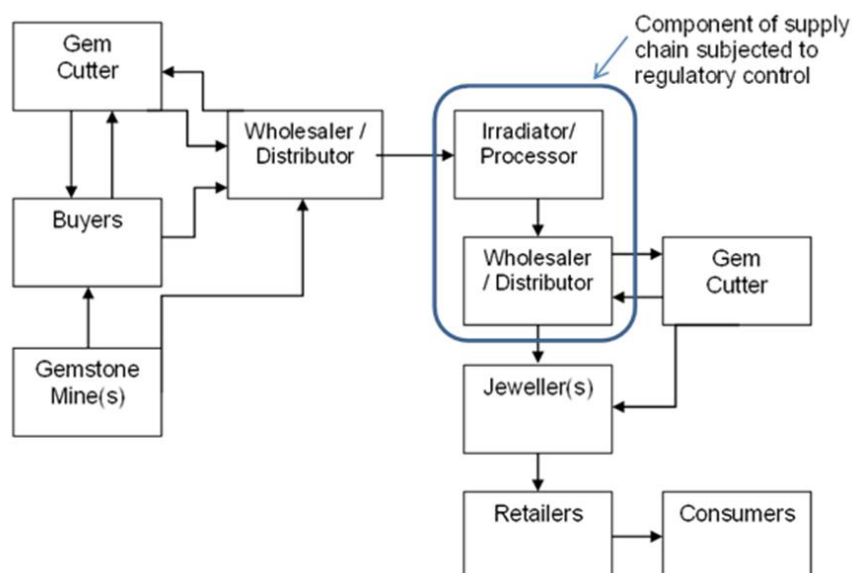 Component of supply
chain subjected to
regulatory control
Gem
Cutter
Wholesaler /
Distributor
Irradiator/
Processor
Buyers
Wholesaler
/ Distributor
Gem
Cutter
Gemstone
Mine(s)
Jeweller(s)
Retailers
Consumers